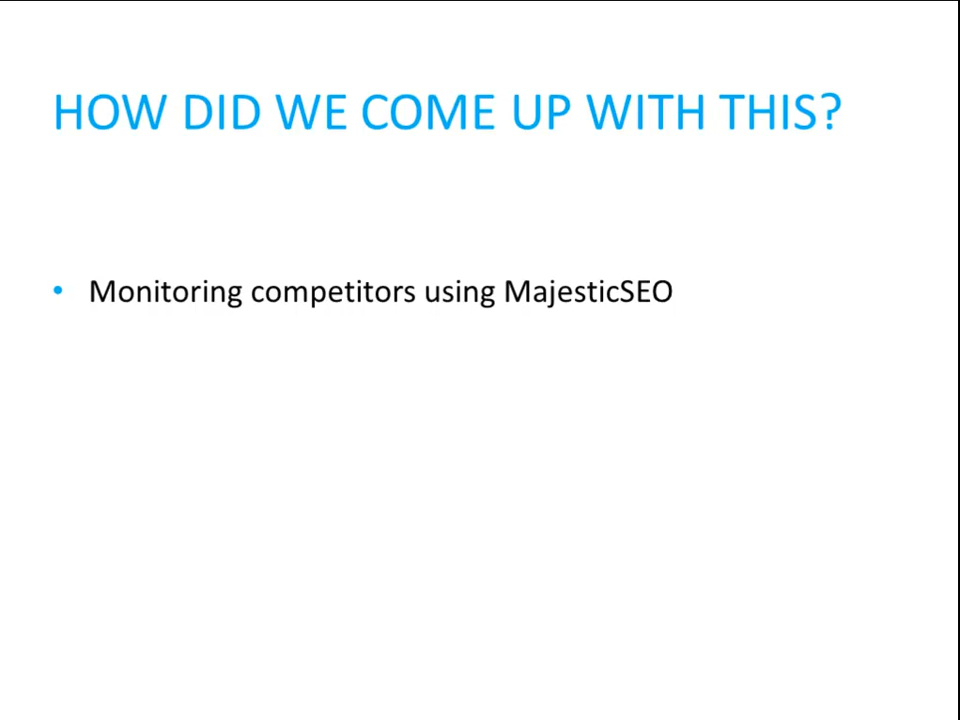 HOW DID WE COME UP WITH THIS?
• Monitoring competitors using MajesticSEO